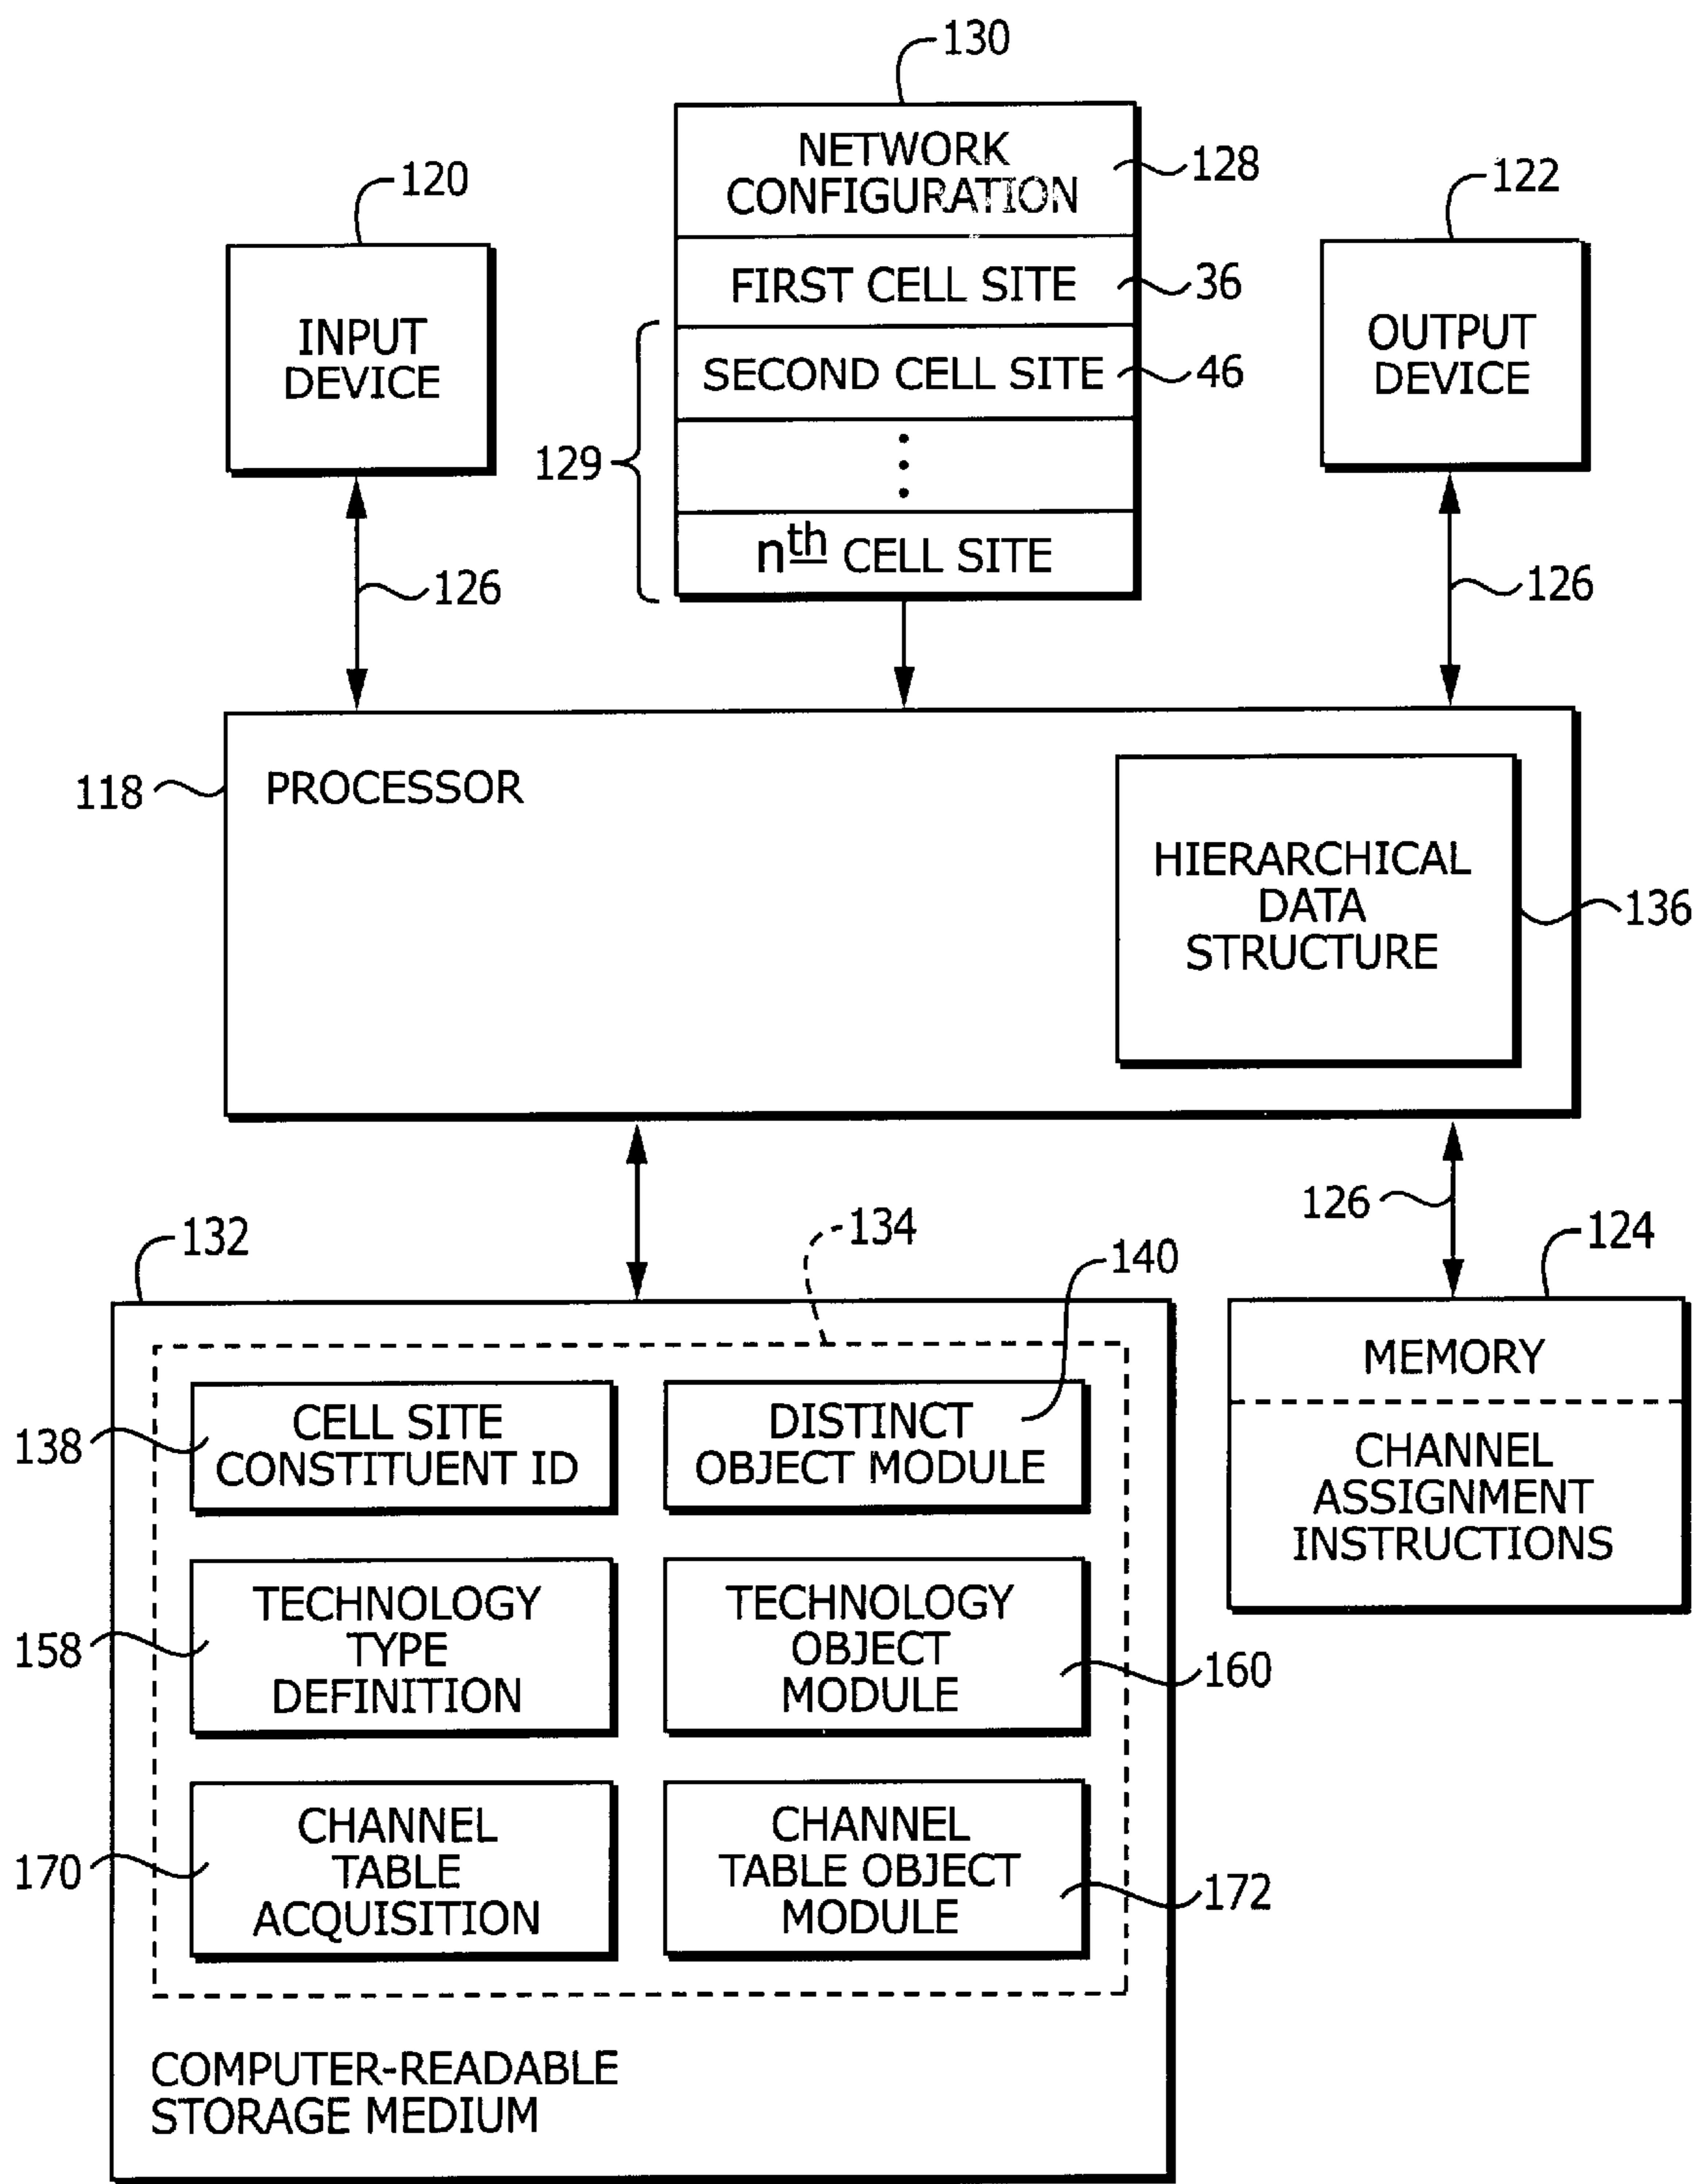 130
NETWORK
CONFIGURATION
128
120
122
FIRST CELL SITE
36
INPUT
DEVICE
OUTPUT
DEVICE
SECOND CELL SITE
46
129
nth CELL SITE
126
126
118
PROCESSOR
HIERARCHICAL
DATA
STRUCTURE
136
126
132
134
140
124
138
CELL SITE
CONSTITUENT ID
DISTINCT
OBJECT MODULE
MEMORY
CHANNEL
ASSIGNMENT
INSTRUCTIONS
158
TECHNOLOGY
TYPE
DEFINITION
TECHNOLOGY
OBJECT
MODULE
160
170
CHANNEL
TABLE
ACQUISITION
CHANNEL
TABLE OBJECT
MODULE
172
COMPUTER-READABLE
STORAGE MEDIUM